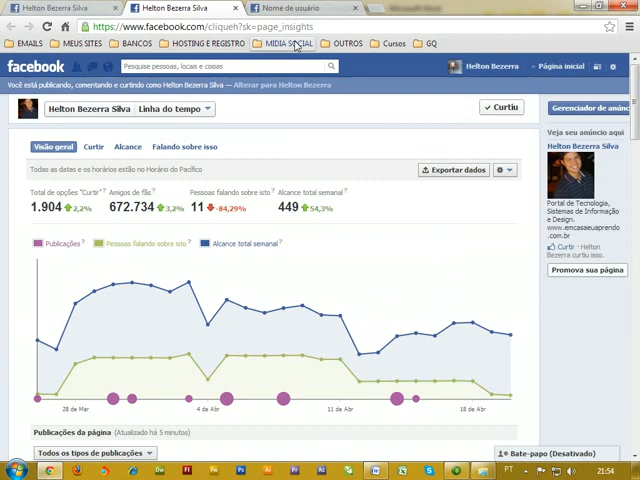 Helton Bezerra Silva
Helton Bezerra Silva
Nome de usuário
https://www.facebook.com/cliqueh?sk=page_insights
EMAILS MEUS SITES BANCOS HOSTING E REGISTRO MIDIA SOCIAL OUTROS Cursos GQ
facebook
Pesquise pessoas, locais e coisas
Helton Bezerra
Página inicial
Você está publicando, comentando e curtindo como Helton Bezerra Silva — Alterar para Helton Bezerra
Helton Bezerra Silva
Linha do tempo
Curtiu
Gerenciador de anúnc
Visão geral Curtir Alcance Falando sobre isso
Todas as datas e os horários estão no Horário do Pacífico
Exportar dados
Total de opções "Curtir"? Amigos de fãs? Pessoas falando sobre isto? Alcance total semanal?
1.904 2,2% 672.734 3,2% 11 -84,29% 449 54,3%
Publicações? Pessoas falando sobre isto? Alcance total semanal?
28 de Mar 4 de Abr 11 de Abr 18 de Abr
Publicações da página (Atualizado há 5 minutos)
Todos os tipos de publicações
Veja seu anúncio aqui
Helton Bezerra Silva
Portal de Tecnologia,
Sistemas de Informação
e Design.
www.emcasaeuaprendo
.com.br
Curtir · Helton
Bezerra curtiu isso.
Promova sua página
Bate-papo (Desativado)
PT
21:54